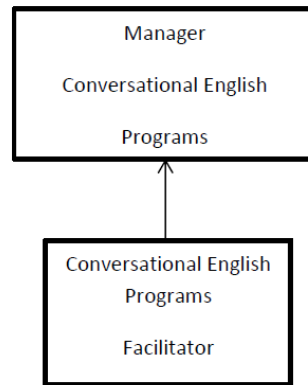 Manager
Conversational English
Programs
Conversational English
Programs
Facilitator